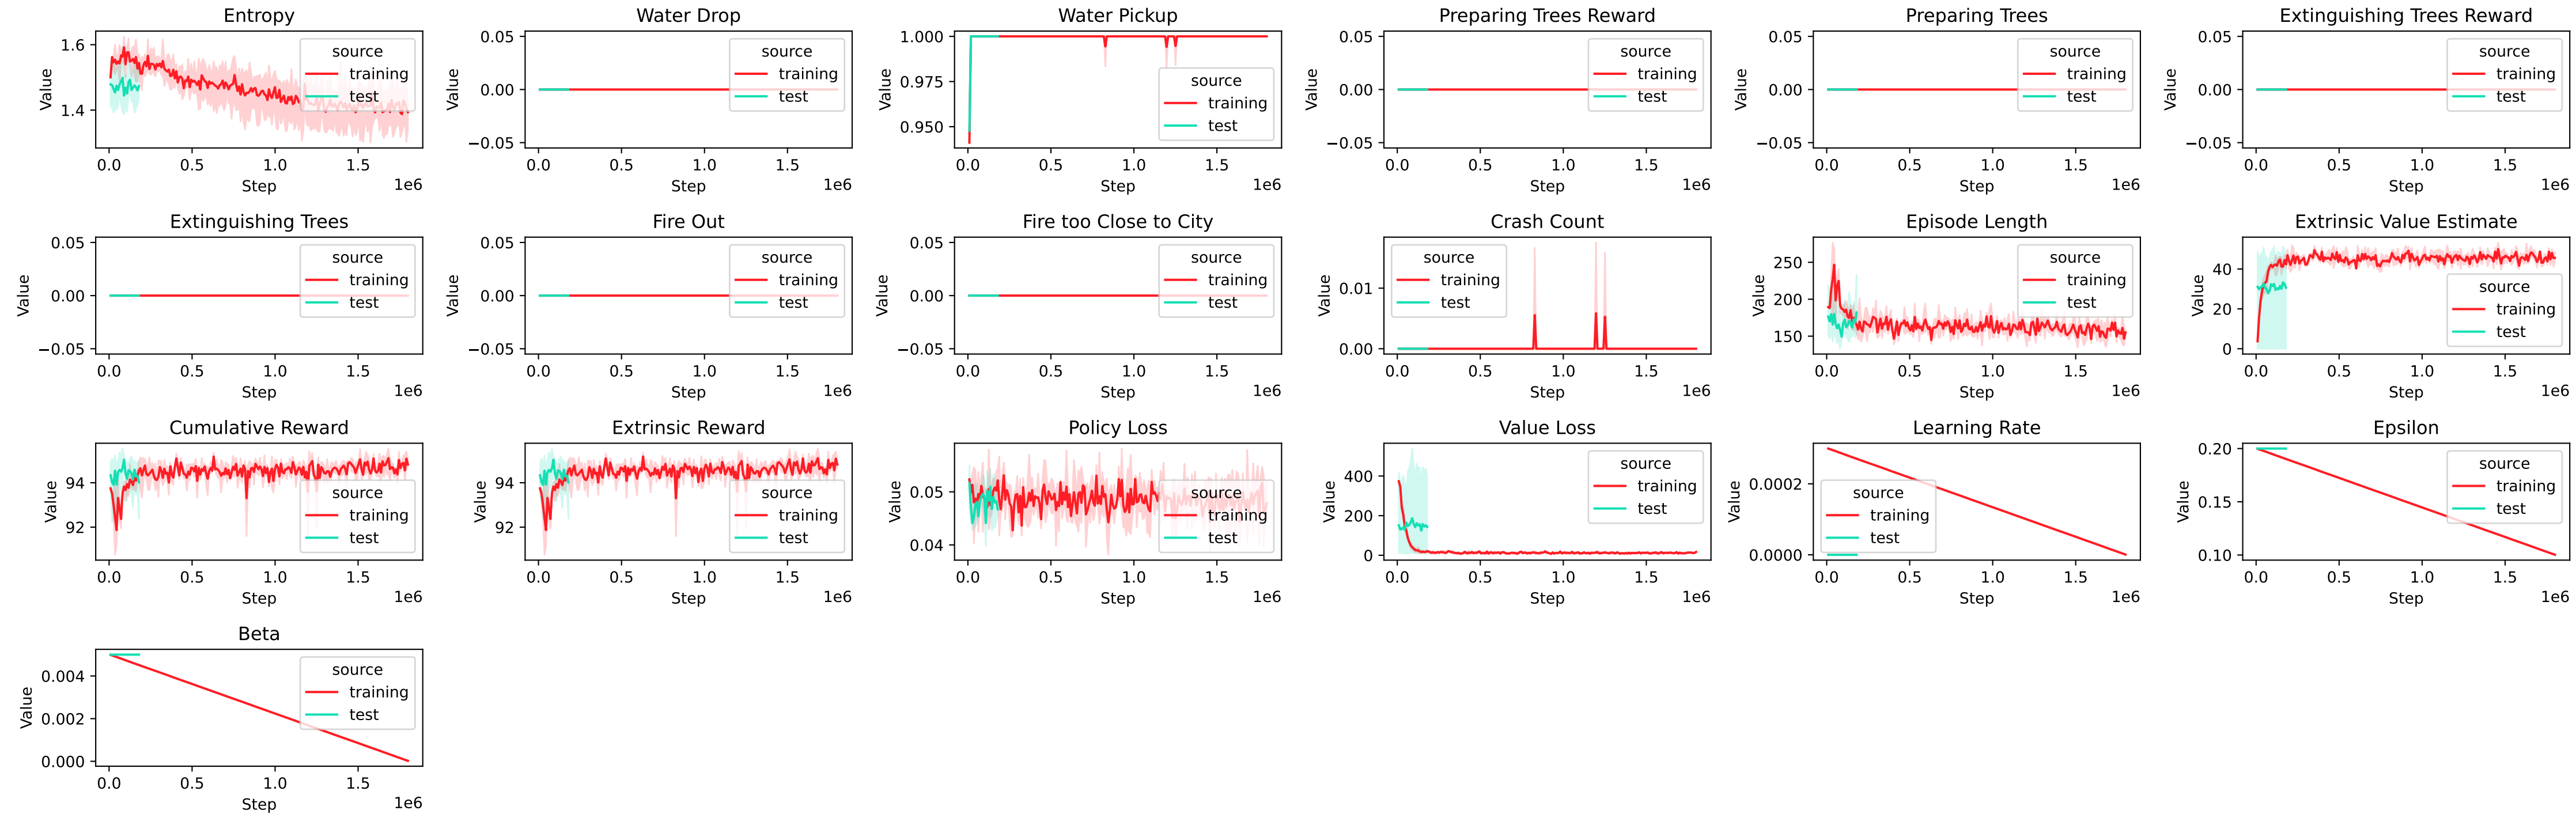 Entropy
Value
1.6
1.4
source
training
test
0.0 0.5 1.0 1.5
Step
1e6
Water Drop
Value
0.05
0.00
−0.05
source
training
test
0.0 0.5 1.0 1.5
Step
1e6
Water Pickup
Value
1.000
0.975
0.950
source
training
test
0.0 0.5 1.0 1.5
Step
1e6
Preparing Trees Reward
Value
0.05
0.00
−0.05
source
training
test
0.0 0.5 1.0 1.5
Step
1e6
Preparing Trees
Value
0.05
0.00
−0.05
source
training
test
0.0 0.5 1.0 1.5
Step
1e6
Extinguishing Trees Reward
Value
0.05
0.00
−0.05
source
training
test
0.0 0.5 1.0 1.5
Step
1e6
Extinguishing Trees
Value
0.05
0.00
−0.05
source
training
test
0.0 0.5 1.0 1.5
Step
1e6
Fire Out
Value
0.05
0.00
−0.05
source
training
test
0.0 0.5 1.0 1.5
Step
1e6
Fire too Close to City
Value
0.05
0.00
−0.05
source
training
test
0.0 0.5 1.0 1.5
Step
1e6
Crash Count
Value
0.01
0.00
source
training
test
0.0 0.5 1.0 1.5
Step
1e6
Episode Length
Value
250
200
150
source
training
test
0.0 0.5 1.0 1.5
Step
1e6
Extrinsic Value Estimate
Value
40
20
0
source
training
test
0.0 0.5 1.0 1.5
Step
1e6
Cumulative Reward
Value
94
92
source
training
test
0.0 0.5 1.0 1.5
Step
1e6
Extrinsic Reward
Value
94
92
source
training
test
0.0 0.5 1.0 1.5
Step
1e6
Policy Loss
Value
0.05
0.04
source
training
test
0.0 0.5 1.0 1.5
Step
1e6
Value Loss
Value
400
200
0
source
training
test
0.0 0.5 1.0 1.5
Step
1e6
Learning Rate
Value
0.0002
0.0000
source
training
test
0.0 0.5 1.0 1.5
Step
1e6
Epsilon
Value
0.20
0.15
0.10
source
training
test
0.0 0.5 1.0 1.5
Step
1e6
Beta
Value
0.004
0.002
0.000
source
training
test
0.0 0.5 1.0 1.5
Step
1e6